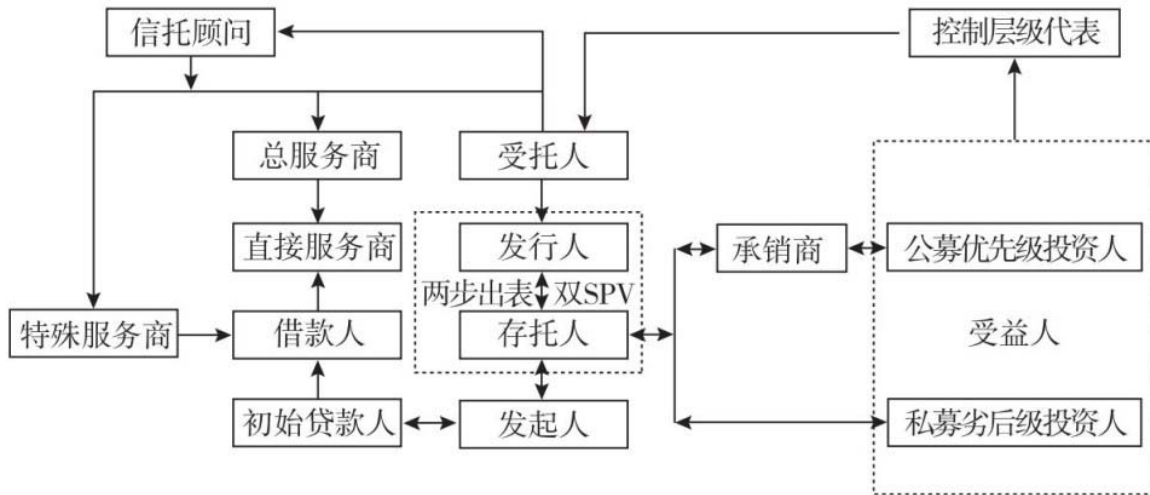 信托顾问
控制层级代表
总服务商
受托人
直接服务商
发行人
承销商
公募优先级投资人
两步出表
双SPV
特殊服务商
借款人
存托人
受益人
初始贷款人
发起人
私募劣后级投资人